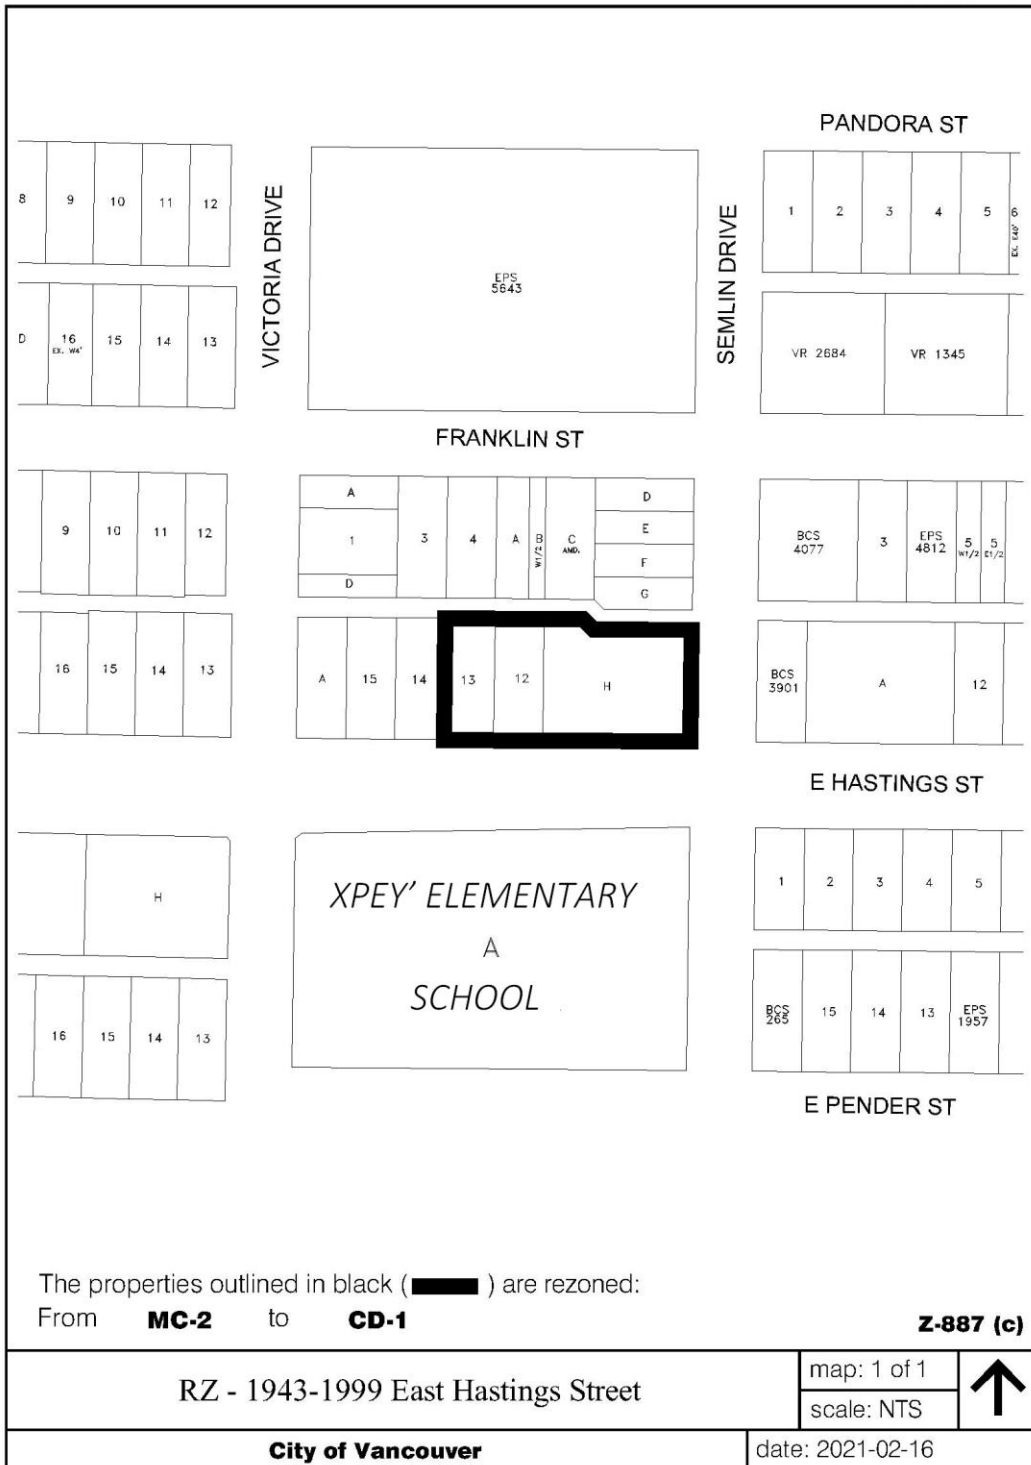 PANDORA ST
8 9 10 11 12
VICTORIA DRIVE
EPS
5643
SEMLIN DRIVE
1 2 3 4 5 6
EX. E40'
D 16 15 14 13
EX. W4'
VR 2684 VR 1345
FRANKLIN ST
9 10 11 12
A
1
D
3 4 A B C
W1/2 AMD.
D
E
F
G
BCS
4077
3
EPS
4812
5
W1/2
5
E1/2
16 15 14 13
A 15 14 13 12 H
BCS
3901
A 12
E HASTINGS ST
H
XPEY' ELEMENTARY
A
SCHOOL
1 2 3 4 5
16 15 14 13
BCS
265
15 14 13
EPS
1957
E PENDER ST
The properties outlined in black ( ) are rezoned:
From MC-2 to CD-1
Z-887 (c)
RZ - 1943-1999 East Hastings Street
map: 1 of 1
scale: NTS
City of Vancouver
date: 2021-02-16